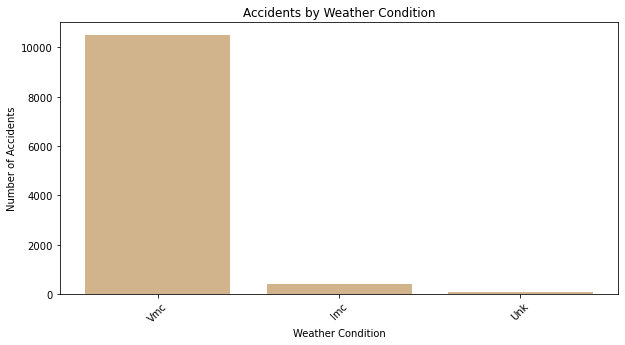 Accidents by Weather Condition
Number of Accidents
10000
8000
6000
4000
2000
0
Vmc
Imc
Unk
Weather Condition